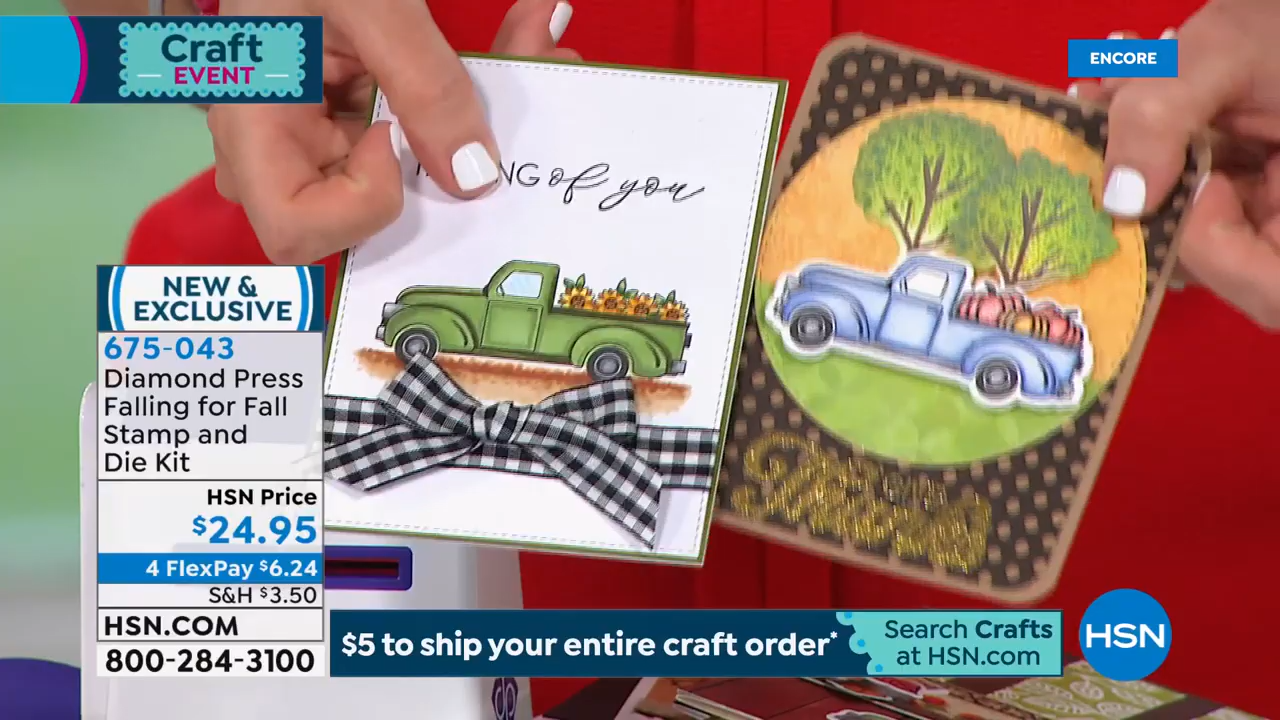 Craft
EVENT
ENCORE
of you
NEW &
EXCLUSIVE
675-043
Diamond Press
Falling for Fall
Stamp and
Die Kit
HSN Price
$24.95
4 FlexPay $6.24
S&H $3.50
HSN.COM
800-284-3100
$5 to ship your entire craft order*
Search Crafts
at HSN.com
HSN